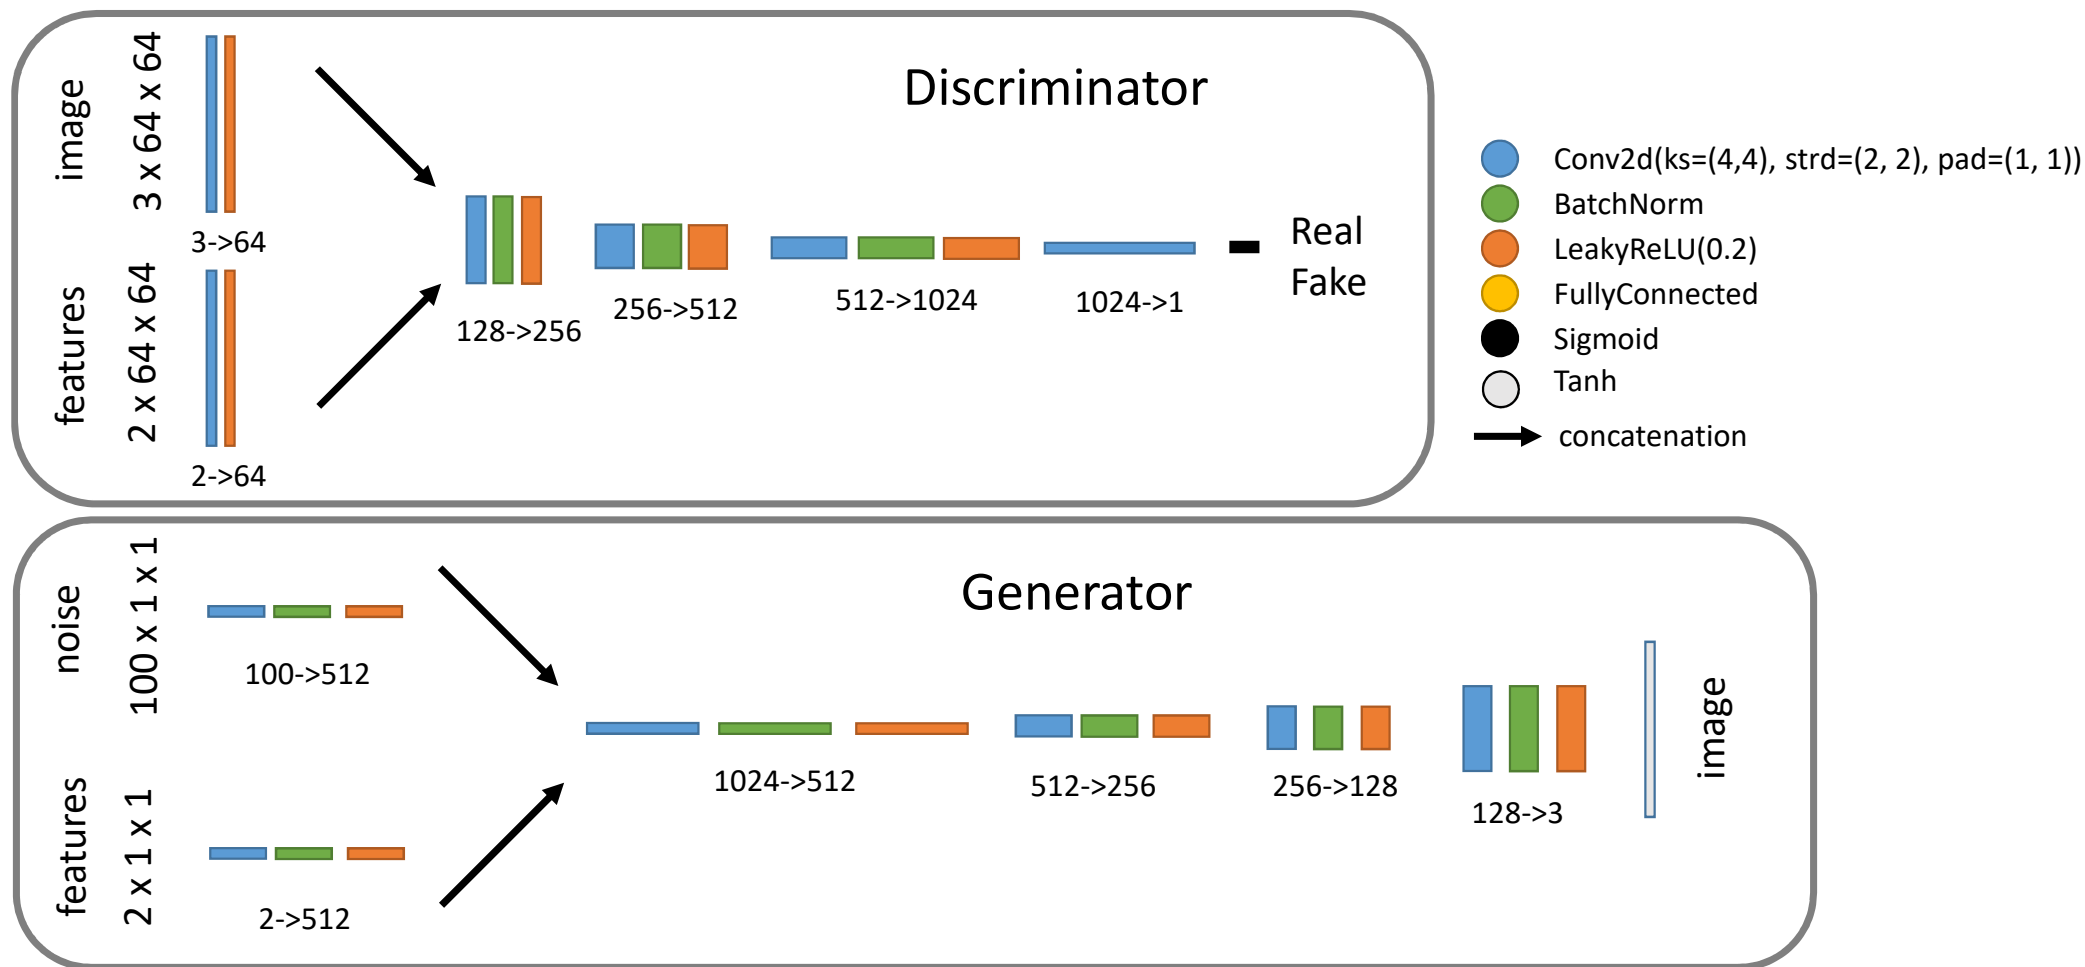 Discriminator
image
3 x 64 x 64
3->64
features
2 x 64 x 64
2->64
128->256
256->512
512->1024
1024->1
Real
Fake
Conv2d(ks=(4,4), strd=(2, 2), pad=(1, 1))
BatchNorm
LeakyReLU(0.2)
FullyConnected
Sigmoid
Tanh
concatenation
Generator
noise
100 x 1 x 1
100->512
features
2 x 1 x 1
2->512
1024->512
512->256
256->128
128->3
image